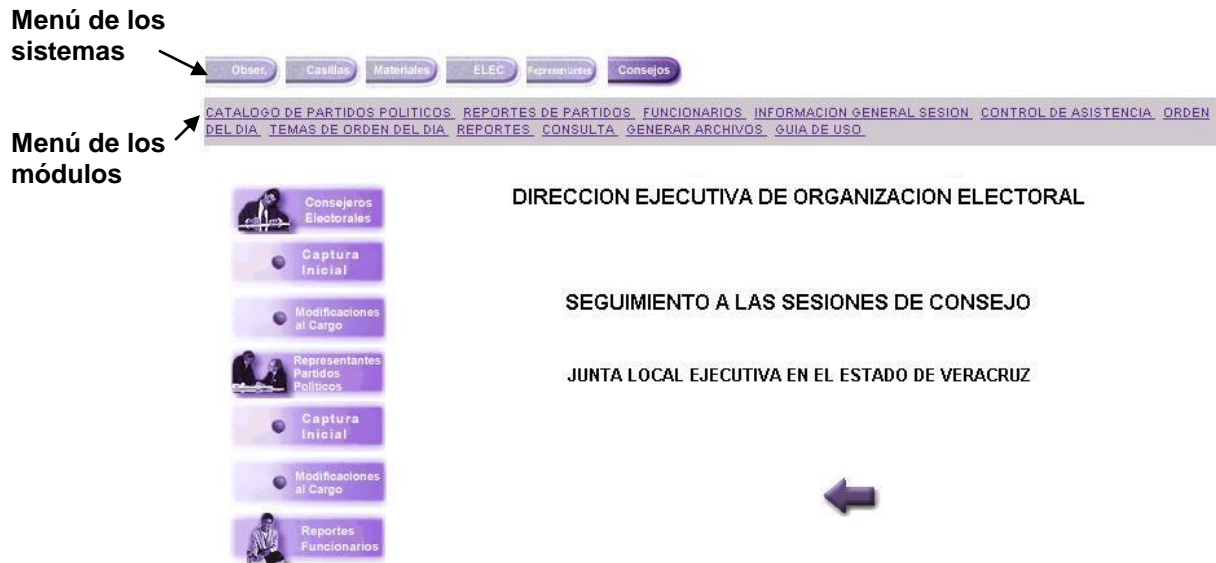 Menú de los
sistemas
Obser. Casillas Materiales ELEC Representantes Consejos
CATALOGO DE PARTIDOS POLITICOS REPORTES DE PARTIDOS FUNCIONARIOS INFORMACION GENERAL SESION CONTROL DE ASISTENCIA ORDEN
DEL DIA TEMAS DE ORDEN DEL DIA REPORTES CONSULTA GENERAR ARCHIVOS GUIA DE USO
Menú de los
módulos
Consejeros
Electorales
Captura
Inicial
Modificaciones
al Cargo
Representantes
Partidos
Políticos
Captura
Inicial
Modificaciones
al Cargo
Reportes
Funcionarios
DIRECCION EJECUTIVA DE ORGANIZACION ELECTORAL
SEGUIMIENTO A LAS SESIONES DE CONSEJO
JUNTA LOCAL EJECUTIVA EN EL ESTADO DE VERACRUZ